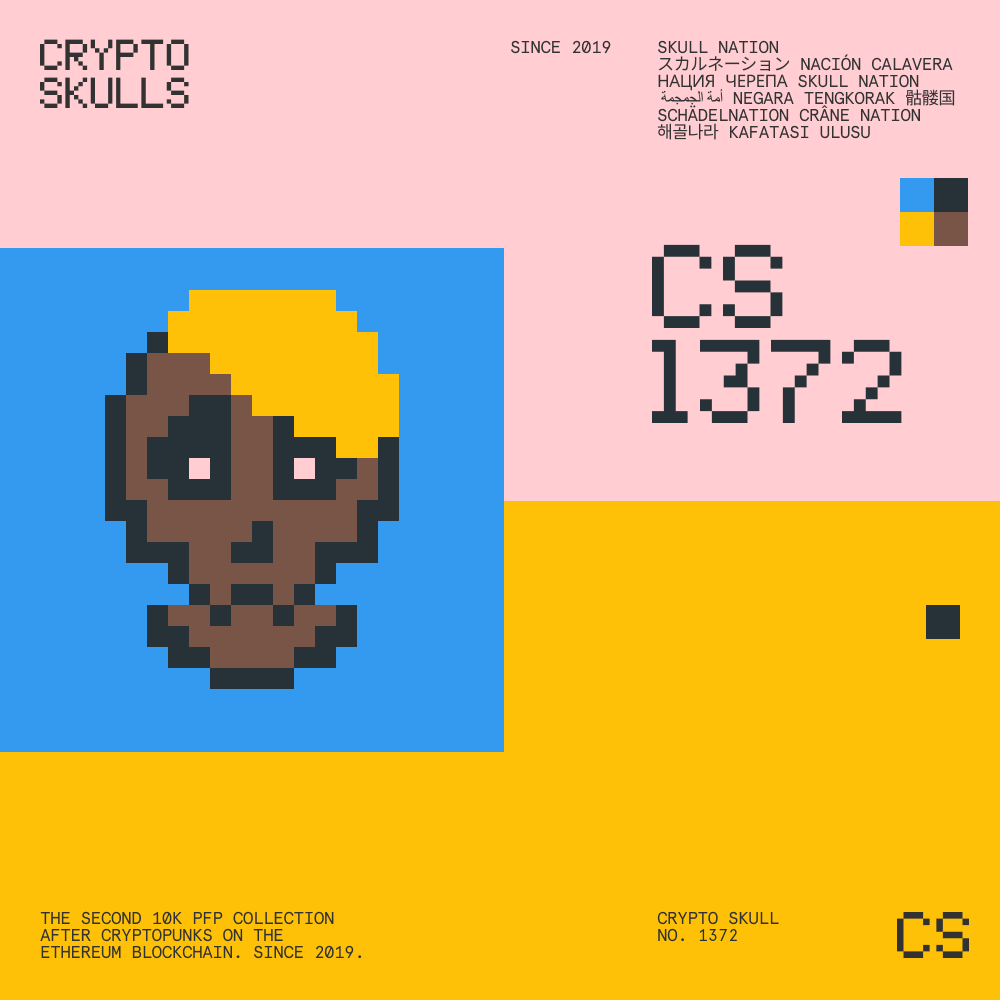 CRYPTO
SKULLS
SINCE 2019
SKULL NATION
スカルネーション NACIÓN CALAVERA
НАЦИЯ ЧЕРЕПА SKULL NATION
أمة الجمجمة NEGARA TENGKORAK 骷髅国
SCHÄDELNATION CRÂNE NATION
해골나라 KAFATASI ULUSU
CS
1372
THE SECOND 10K PFP COLLECTION
AFTER CRYPTOPUNKS ON THE
ETHEREUM BLOCKCHAIN. SINCE 2019.
CRYPTO SKULL
NO. 1372
CS